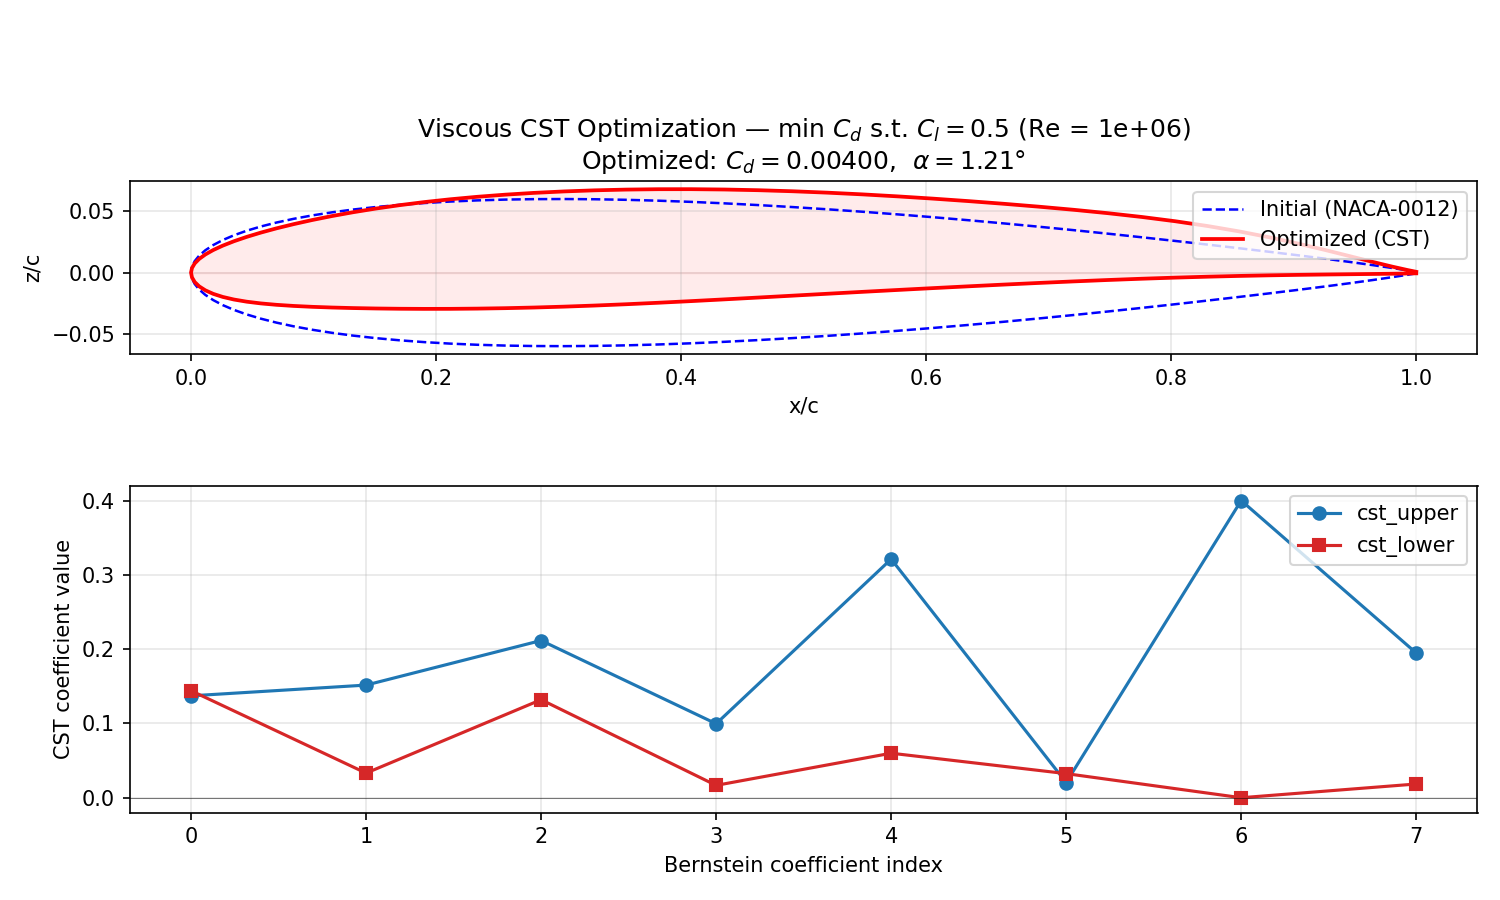 Viscous CST Optimization — min $C_d$ s.t. $C_l = 0.5$ (Re = 1e+06)
Optimized: $C_d = 0.00400$, $\alpha = 1.21°$
z/c
0.05
0.00
−0.05
Initial (NACA-0012)
Optimized (CST)
0.0 0.2 0.4 0.6 0.8 1.0
x/c
CST coefficient value
0.4
0.3
0.2
0.1
0.0
cst_upper
cst_lower
0 1 2 3 4 5 6 7
Bernstein coefficient index